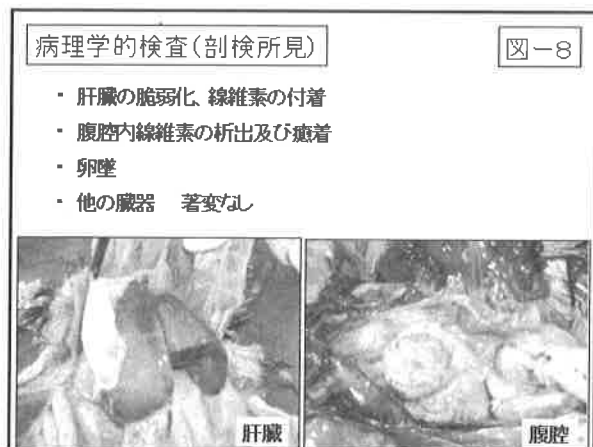 病理学的検査(剖検所見)
図-8
・ 肝臓の脆弱化、線維素の付着
・ 腹腔内線維素の析出及び癒着
・ 卵墜
・ 他の臓器　著変なし
肝臓
腹腔